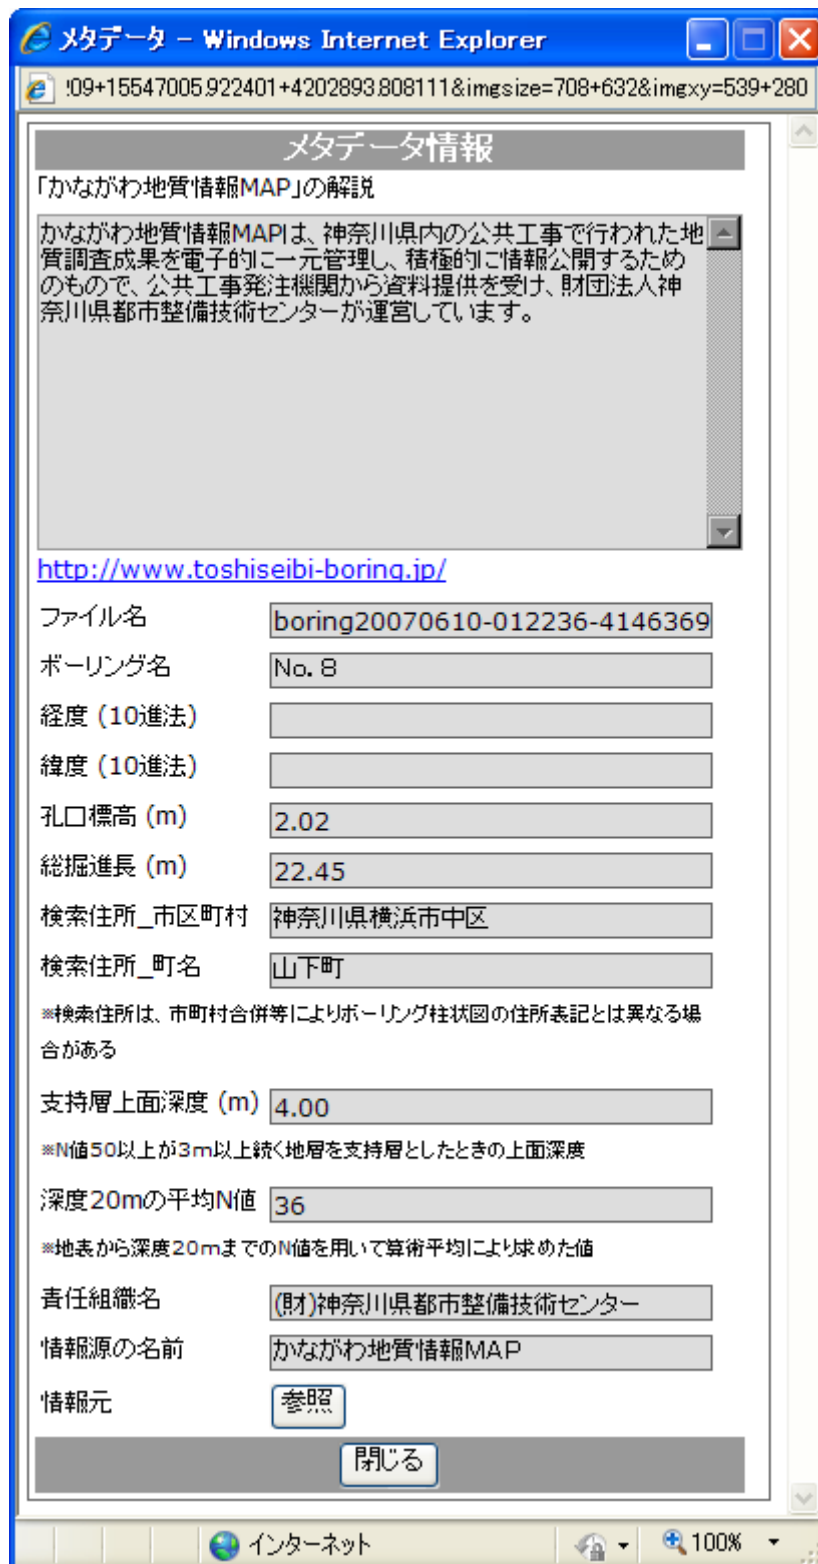 メタデータ - Windows Internet Explorer
!09+15547005.922401+4202893.808111&imgsize=708+632&imgxy=539+280
メタデータ情報
「かながわ地質情報MAP」の解説
かながわ地質情報MAPは、神奈川県内の公共工事で行われた地
質調査成果を電子的に一元管理し、積極的に情報公開するため
のもので、公共工事発注機関から資料提供を受け、財団法人神
奈川県都市整備技術センターが運営しています。
http://www.toshiseibi-boring.jp/
ファイル名 boring20070610-012236-4146369
ボーリング名 No. 8
経度 (10進法)
緯度 (10進法)
孔口標高 (m) 2.02
総掘進長 (m) 22.45
検索住所_市区町村 神奈川県横浜市中区
検索住所_町名 山下町
※検索住所は、市町村合併等によりボーリング柱状図の住所表記とは異なる場
合がある
支持層上面深度 (m) 4.00
※N値50以上が3m以上続く地層を支持層としたときの上面深度
深度20mの平均N値 36
※地表から深度20mまでのN値を用いて算術平均により求めた値
責任組織名 (財)神奈川県都市整備技術センター
情報源の名前 かながわ地質情報MAP
情報元 参照
閉じる
インターネット 100%